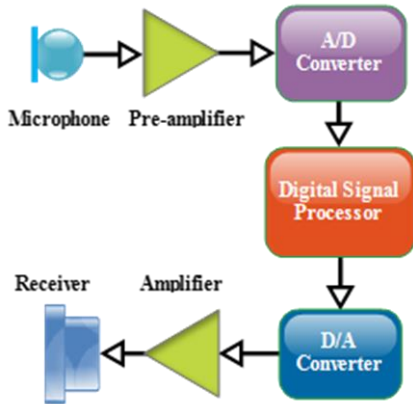 A/D
Converter
Microphone
Pre-amplifier
Digital Signal
Processor
Receiver
Amplifier
D/A
Converter